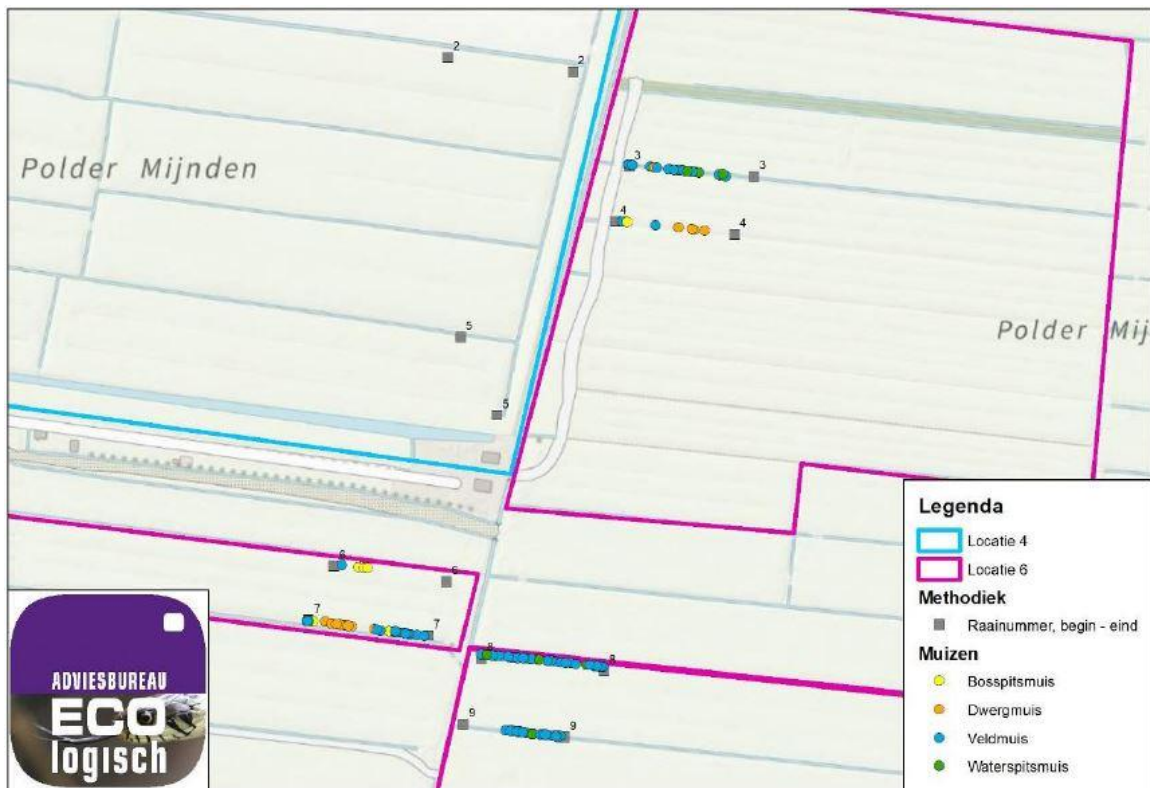 2
2
Polder Mijnden
3
3
4
4
5
Polder Mij
5
6
6
7
7
8
8
9
9
Legenda
Locatie 4
Locatie 6
Methodiek
Raainummer, begin - eind
Muizen
Bosspitsmuis
Dwergmuis
Veldmuis
Waterspitsmuis
ADVIESBUREAU
ECO
logisch